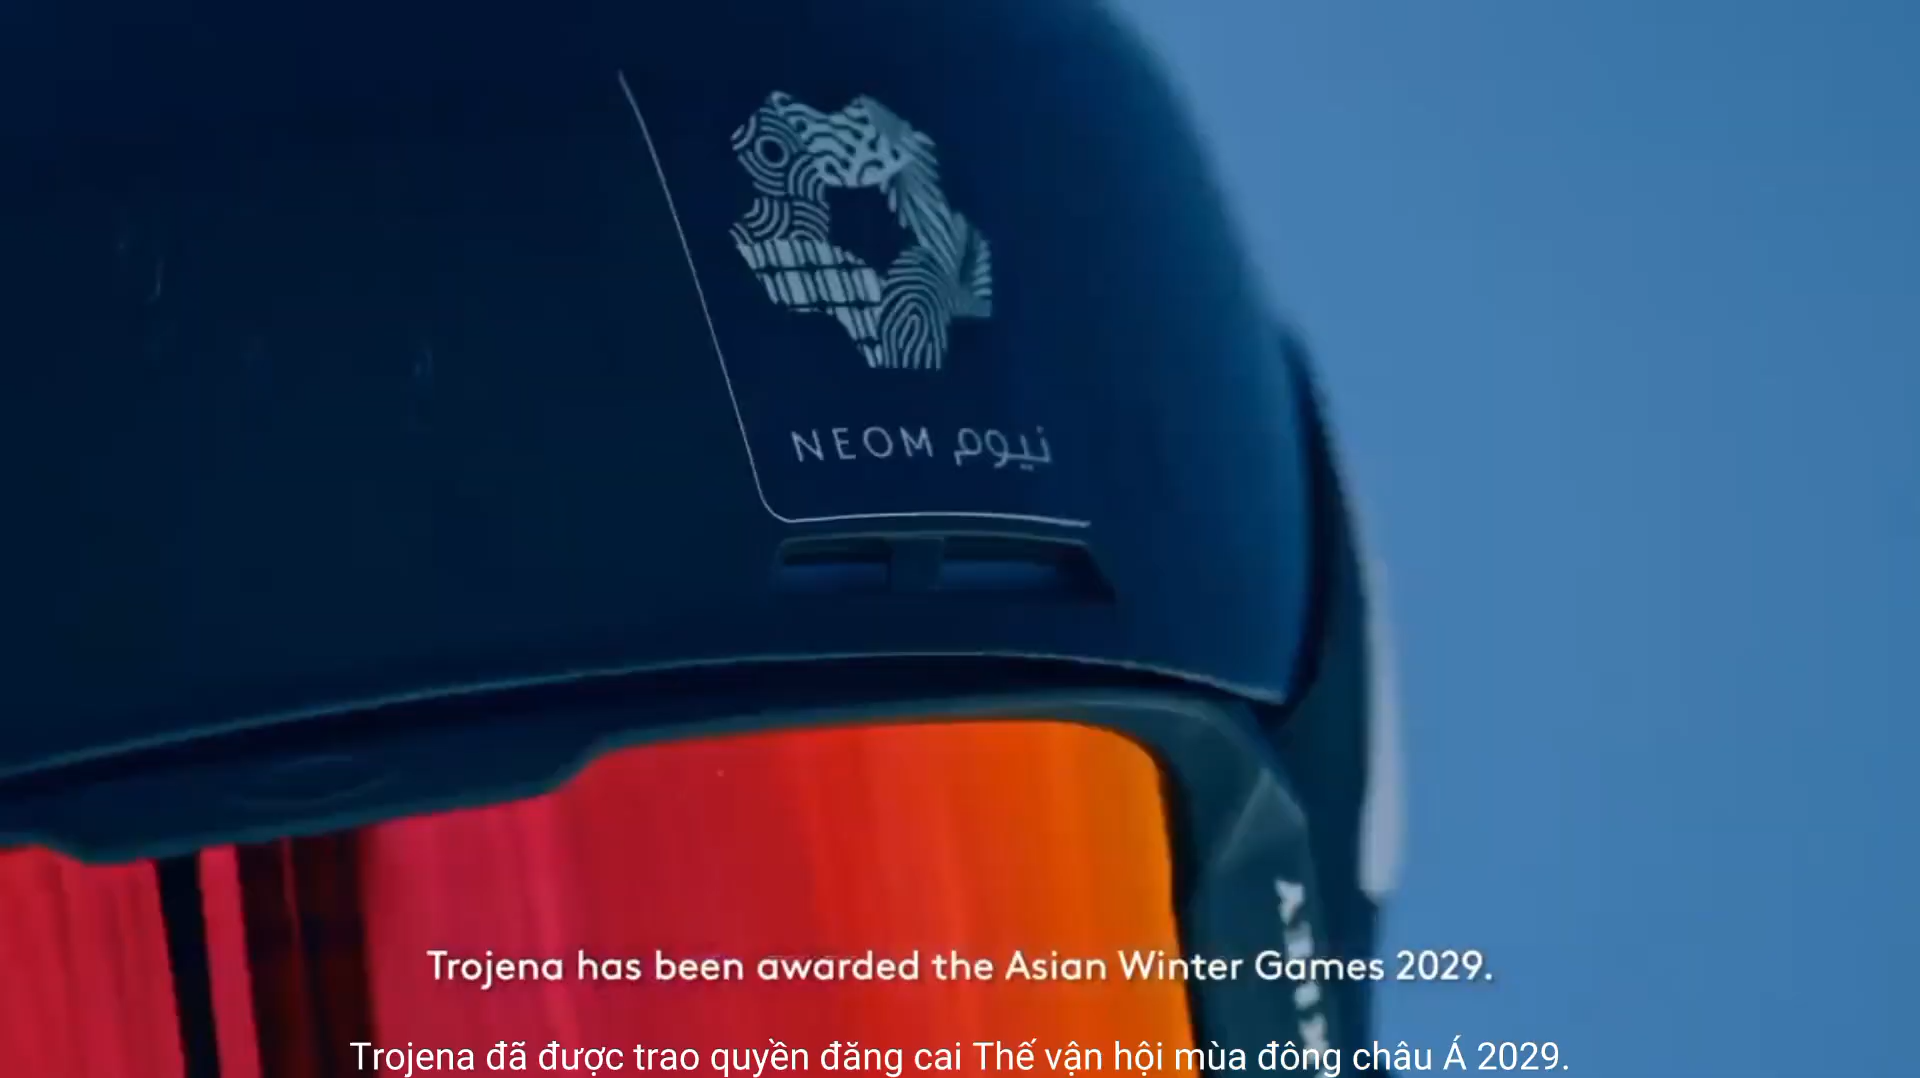 NEOM نيوم
Trojena has been awarded the Asian Winter Games 2029.
Trojena đã được trao quyền đăng cai Thế vận hội mùa đông châu Á 2029.